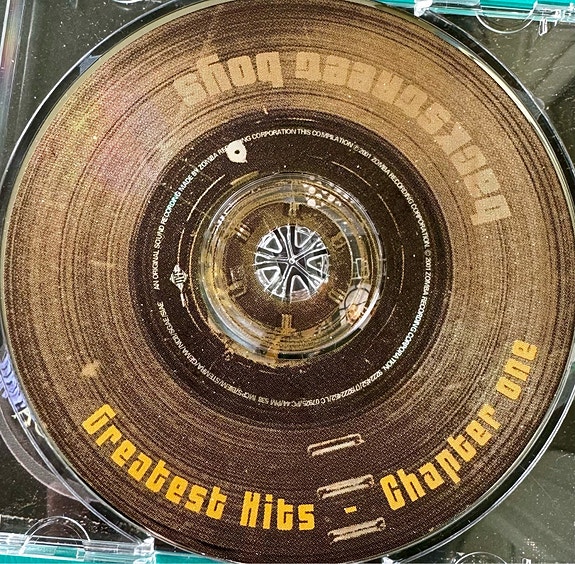 backstreet boys
Greatest Hits - Chapter one
AN ORIGINAL SOUND RECORDING MADE BY ZOMBA RECORDING CORPORATION THIS COMPILATION ℗ 2001 ZOMBA RECORDING CORPORATION. © 2001 ZOMBA RECORDING CORPORATION.